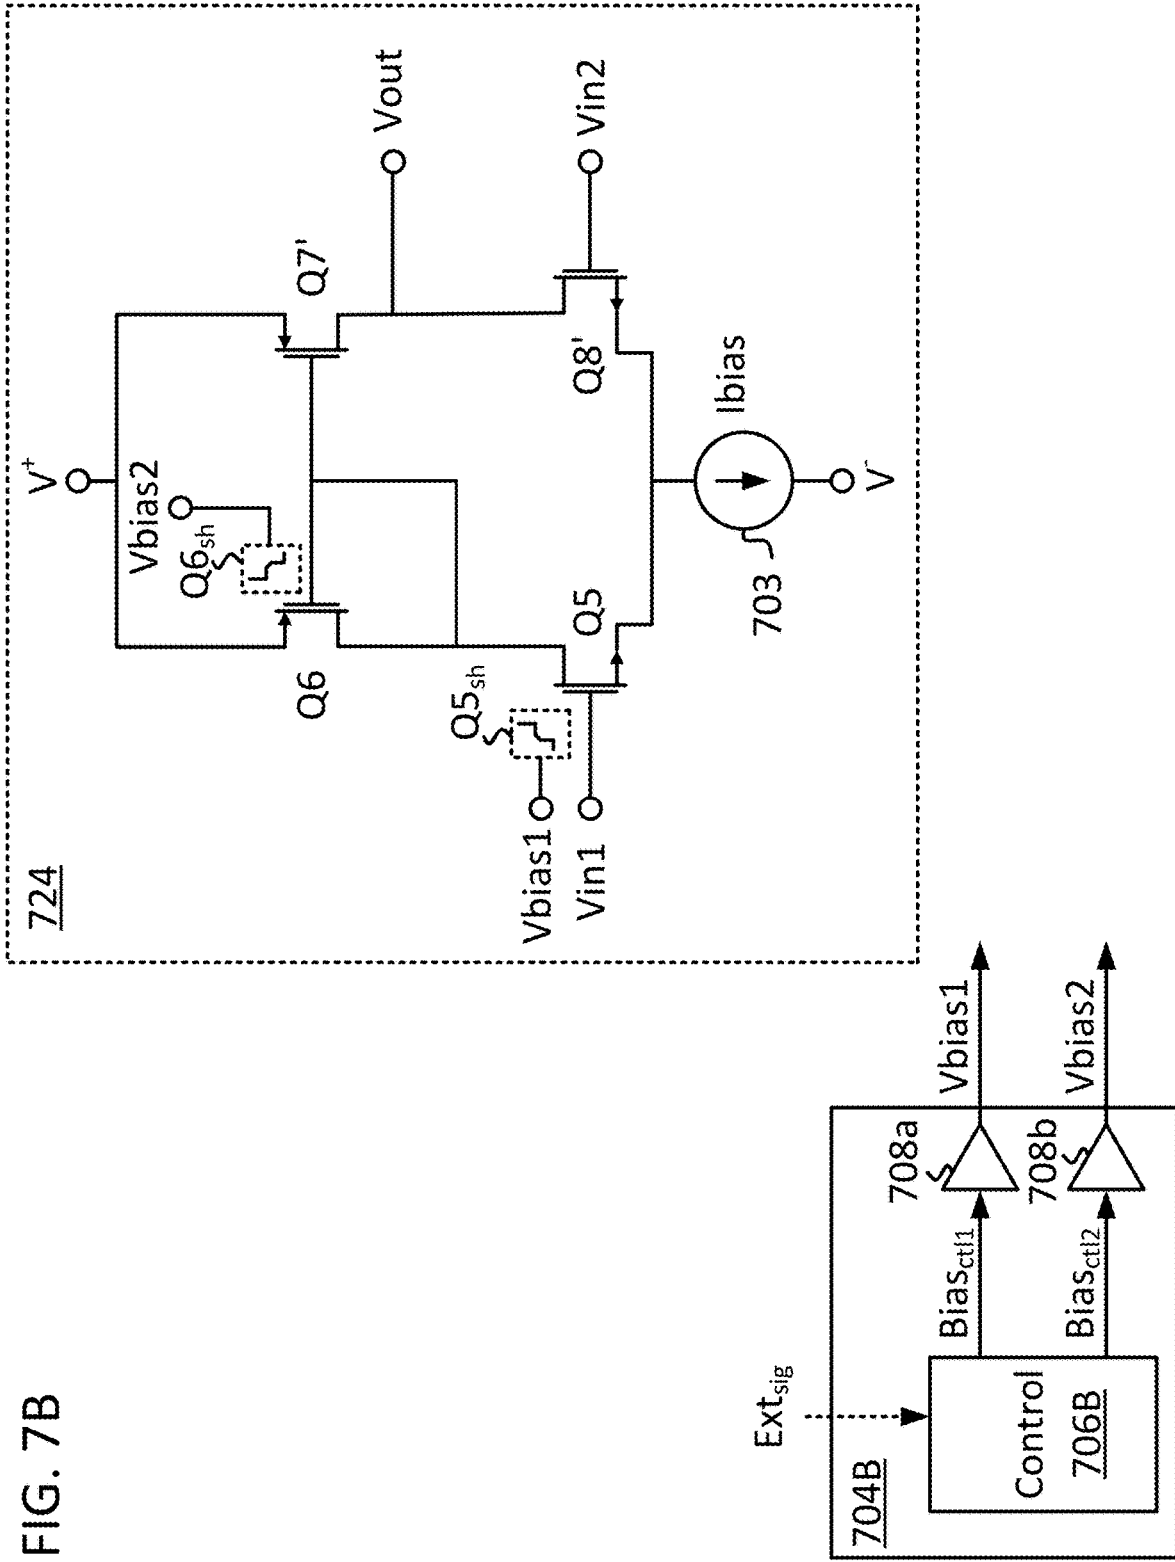 FIG. 7B
724
V+
Vbias2
Q6sh
Q6
Q7'
Vout
Q5sh
Vbias1
Vin1
Q5
Q8'
Vin2
703
Ibias
V-
Extsig
704B
Control
706B
Biasctl1
Biasctl2
708a
708b
Vbias1
Vbias2